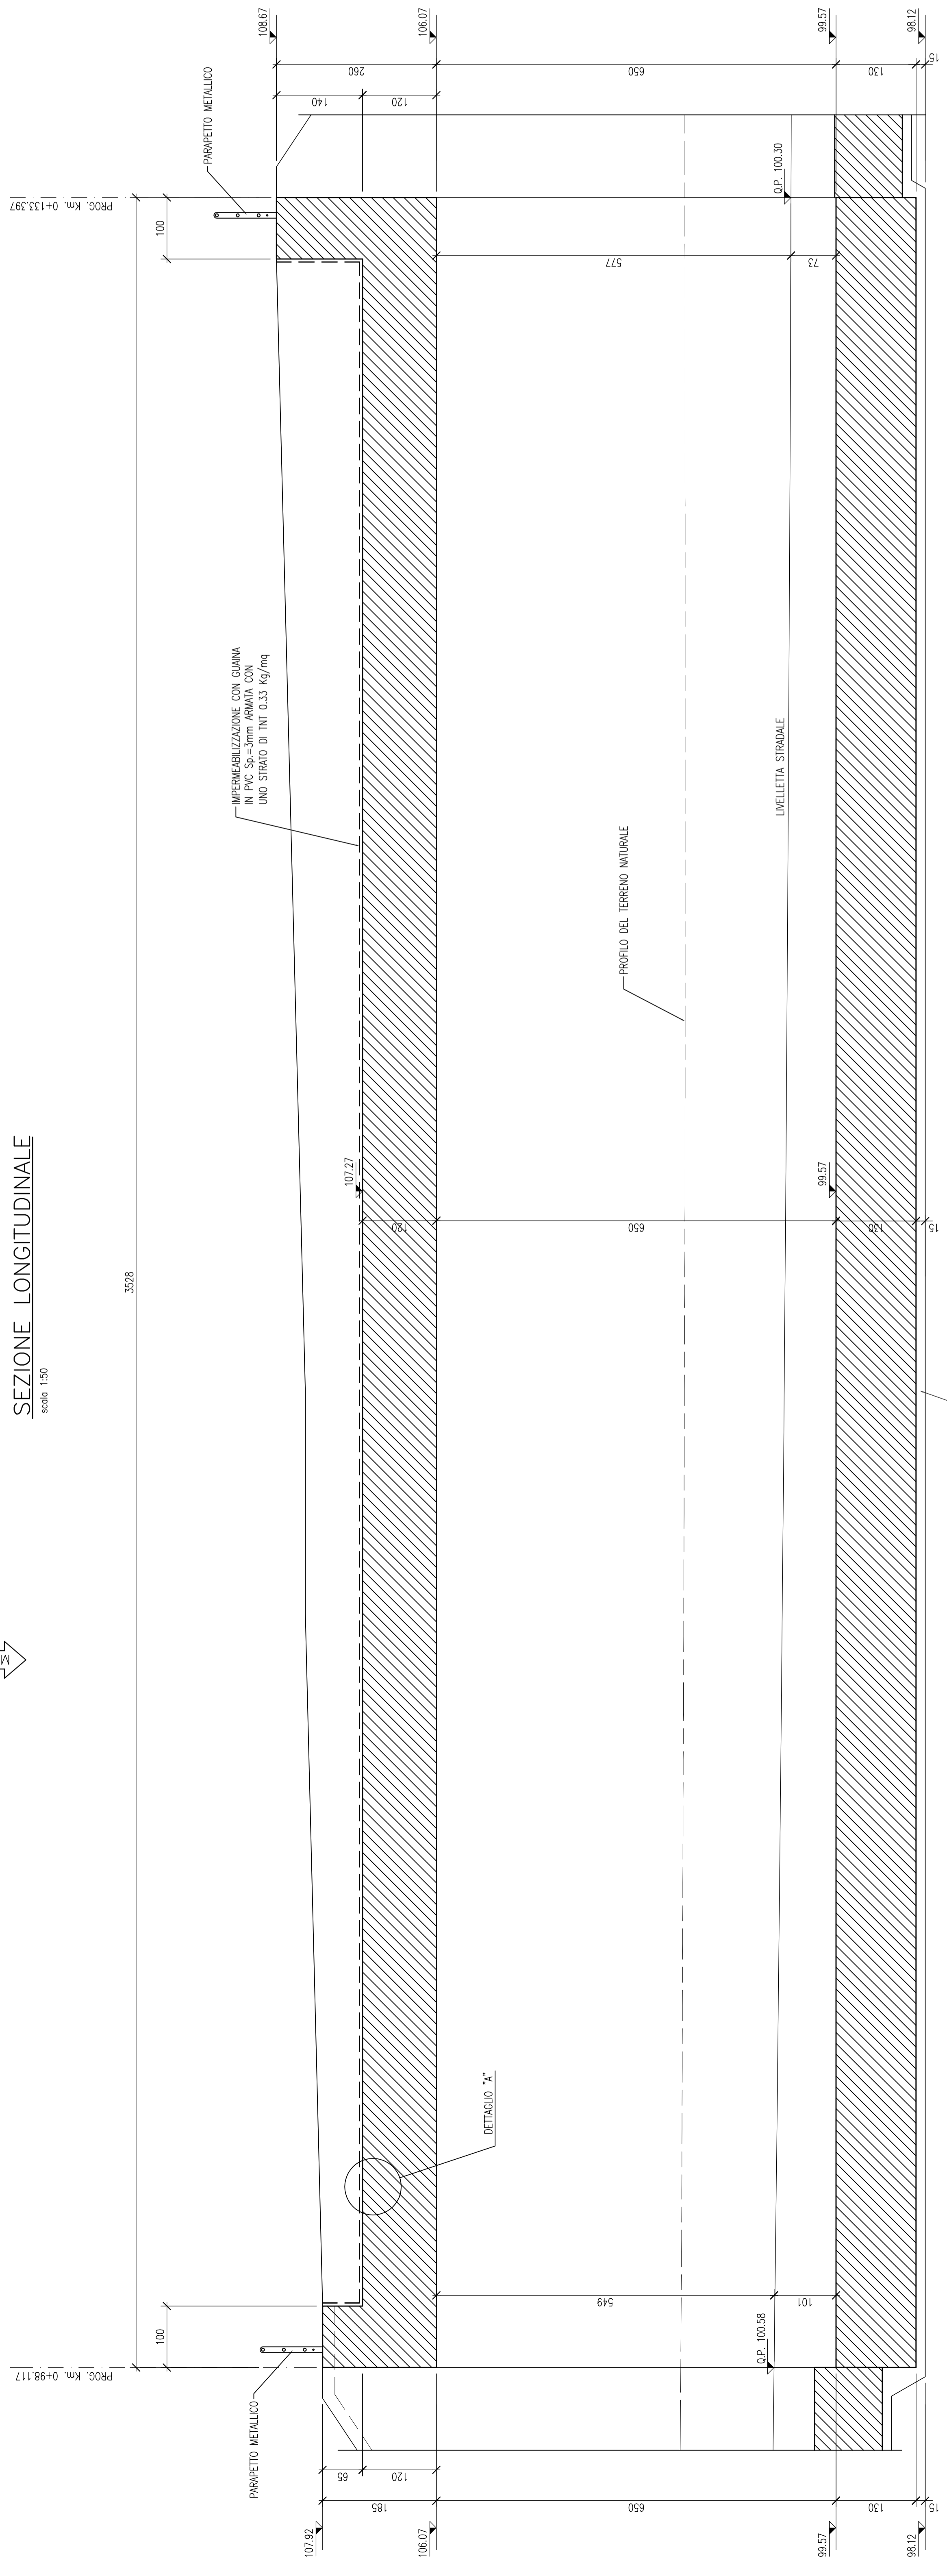 SEZIONE LONGITUDINALE
scala 1:50
M
PROG. Km. 0+98.117
PROG. Km. 0+133.397
3528
100
100
PARAPETTO METALLICO
PARAPETTO METALLICO
IMPERMEABILIZZAZIONE CON GUAINA
IN PVC Sp.=3mm ARMATA CON
UNO STRATO DI TNT 0.33 Kg/mq
107.92
106.07
99.57
98.12
185
650
130
15
65
120
Q.P. 100.58
549
101
DETTAGLIO "A"
107.27
99.57
120
650
130
15
PROFILO DEL TERRENO NATURALE
LIVELLETTA STRADALE
Q.P. 100.30
577
73
140
120
260
650
130
15
108.67
106.07
99.57
98.12